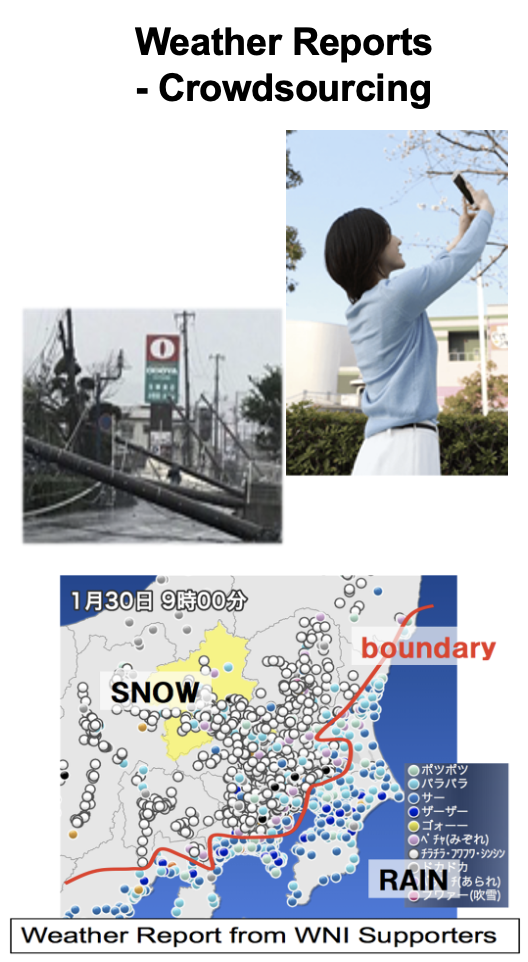 Weather Reports
- Crowdsourcing
1月30日 9時00分
boundary
SNOW
ポツポツ
パラパラ
サー
ザーザー
ゴォーー
ﾍﾞﾁｬ(みぞれ)
ﾁﾗﾁﾗ・ﾌﾜﾌﾜ・ｼﾝｼﾝ
ドカドカ
RAIN
(あられ)
(吹雪)
Weather Report from WNI Supporters